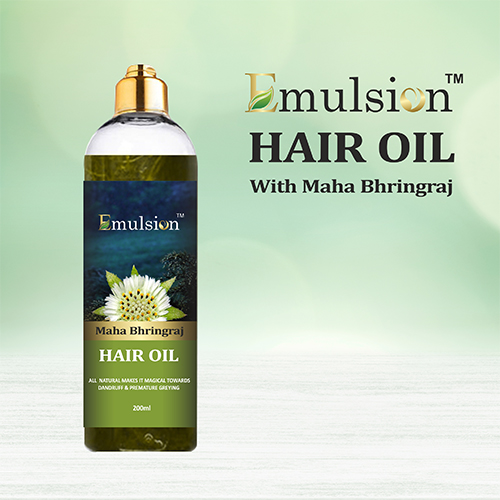 Emulsion™
HAIR OIL
With Maha Bhringraj
Emulsion™
Maha Bhringraj
HAIR OIL
ALL NATURAL MAKES IT MAGICAL TOWARDS
DANDRUFF & PREMATURE GREYING
200ml